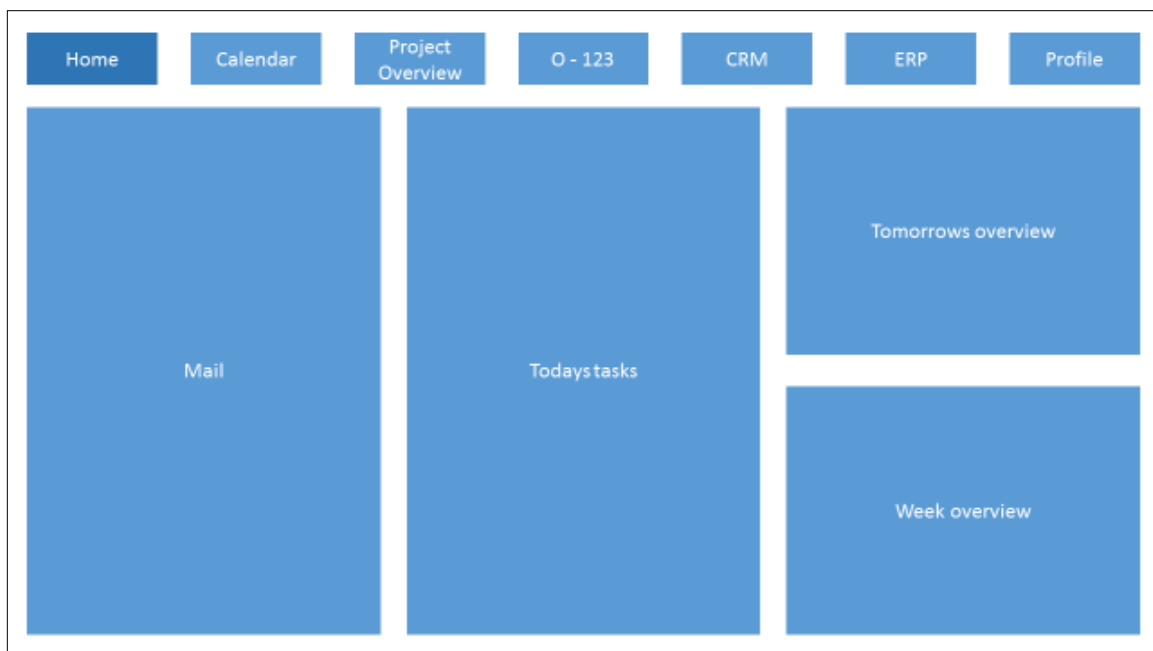 Home
Calendar
Project
Overview
O - 123
CRM
ERP
Profile
Mail
Todays tasks
Tomorrows overview
Week overview